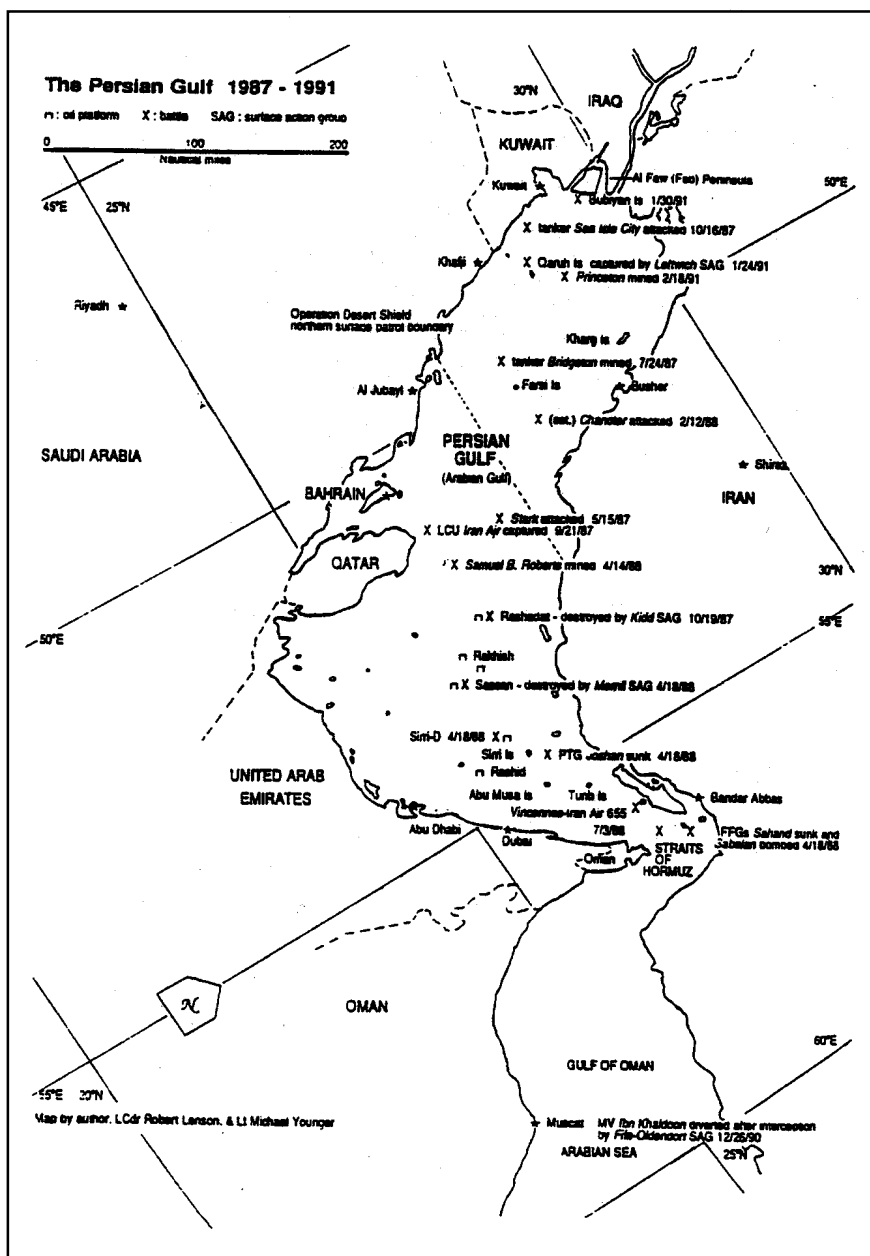 The Persian Gulf 1987 - 1991
⊓ : oil platform X : battle SAG : surface action group
0 100 200
Nautical miles
30°N
IRAQ
KUWAIT
Kuwait
Al Faw (Fao) Peninsula
50°E
45°E 25°N
X Bubiyan Is 1/30/91
X tanker Sea Isle City attacked 10/16/87
Khafji
X Qaruh Is captured by Leftwich SAG 1/24/91
X Princeton mined 2/18/91
Riyadh
Operation Desert Shield
northern surface patrol boundary
Kharg Is
X tanker Bridgeton mined 7/24/87
Al Jubayl
Farsi Is
Busher
X (est.) Chandler attacked 2/12/88
SAUDI ARABIA
PERSIAN
GULF
(Arabian Gulf)
Shiraz
BAHRAIN
IRAN
X Stark attacked 5/15/87
X LCU Iran Ajr captured 9/21/87
QATAR
X Samuel B. Roberts mined 4/14/88
30°N
50°E
⊓ X Rashadat - destroyed by Kidd SAG 10/19/87
55°E
Rakhish
⊓ X Sassan - destroyed by Merrill SAG 4/18/88
Sirri-D 4/18/88 X ⊓
Sirri Is
X PTG Joshan sunk 4/18/88
UNITED ARAB
EMIRATES
Rashid
Abu Musa Is
Tunb Is
Bandar Abbas
Vincennes-Iran Air 655
7/3/88
Abu Dhabi
Dubai
X X FFGs Sahand sunk and
Sabalan bombed 4/18/88
STRAITS
OF
HORMUZ
Oman
N
OMAN
60°E
GULF OF OMAN
55°E 20°N
Map by author, LCdr Robert Lenson, & Lt Michael Younger
Muscat
MV Ibn Khaldoon diverted after interception
by Fife-Oldendorf SAG 12/26/90
ARABIAN SEA
25°N